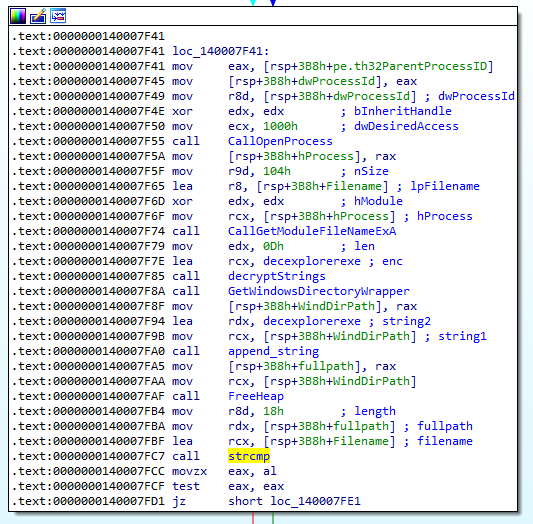 .text:0000000140007F41
.text:0000000140007F41 loc_140007F41:
.text:0000000140007F41 mov     eax, [rsp+3B8h+pe.th32ParentProcessID]
.text:0000000140007F45 mov     [rsp+3B8h+dwProcessId], eax
.text:0000000140007F49 mov     r8d, [rsp+3B8h+dwProcessId] ; dwProcessId
.text:0000000140007F4E xor     edx, edx        ; bInheritHandle
.text:0000000140007F50 mov     ecx, 1000h      ; dwDesiredAccess
.text:0000000140007F55 call    CallOpenProcess
.text:0000000140007F5A mov     [rsp+3B8h+hProcess], rax
.text:0000000140007F5F mov     r9d, 104h       ; nSize
.text:0000000140007F65 lea     r8, [rsp+3B8h+Filename] ; lpFilename
.text:0000000140007F6D xor     edx, edx        ; hModule
.text:0000000140007F6F mov     rcx, [rsp+3B8h+hProcess] ; hProcess
.text:0000000140007F74 call    CallGetModuleFileNameExA
.text:0000000140007F79 mov     edx, 0Dh        ; len
.text:0000000140007F7E lea     rcx, decexplorerexe ; enc
.text:0000000140007F85 call    decryptStrings
.text:0000000140007F8A call    GetWindowsDirectoryWrapper
.text:0000000140007F8F mov     [rsp+3B8h+WindDirPath], rax
.text:0000000140007F94 lea     rdx, decexplorerexe ; string2
.text:0000000140007F9B mov     rcx, [rsp+3B8h+WindDirPath] ; string1
.text:0000000140007FA0 call    append_string
.text:0000000140007FA5 mov     [rsp+3B8h+fullpath], rax
.text:0000000140007FAA mov     rcx, [rsp+3B8h+WindDirPath]
.text:0000000140007FAF call    FreeHeap
.text:0000000140007FB4 mov     r8d, 18h        ; length
.text:0000000140007FBA mov     rdx, [rsp+3B8h+fullpath] ; fullpath
.text:0000000140007FBF lea     rcx, [rsp+3B8h+Filename] ; filename
.text:0000000140007FC7 call    strcmp
.text:0000000140007FCC movzx   eax, al
.text:0000000140007FCF test    eax, eax
.text:0000000140007FD1 jz      short loc_140007FE1